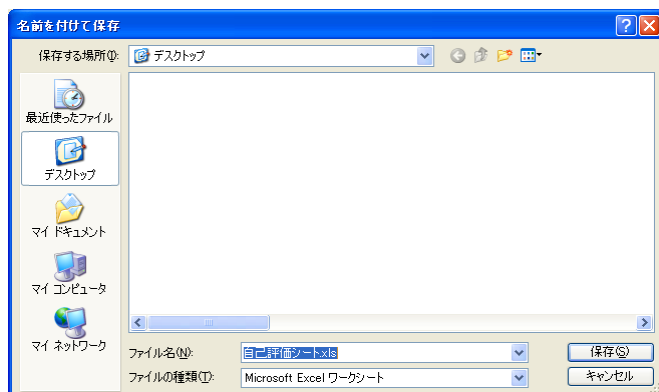 名前を付けて保存
保存する場所(I):
デスクトップ
最近使ったファイル
デスクトップ
マイ ドキュメント
マイ コンピュータ
マイ ネットワーク
ファイル名(N):
自己評価シート.xls
保存(S)
ファイルの種類(T):
Microsoft Excel ワークシート
キャンセル